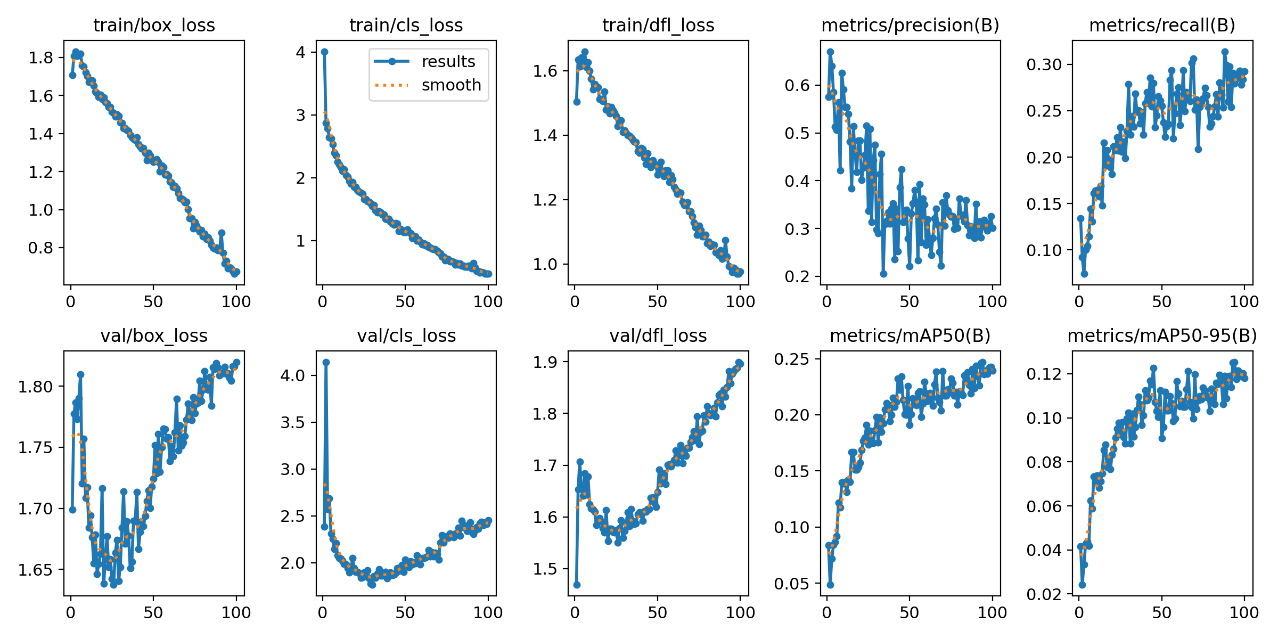 train/box_loss
train/cls_loss
train/dfl_loss
metrics/precision(B)
metrics/recall(B)
1.8
1.6
1.4
1.2
1.0
0.8
0 50 100
4
3
2
1
results
smooth
0 50 100
1.6
1.4
1.2
1.0
0 50 100
0.6
0.5
0.4
0.3
0.2
0 50 100
0.30
0.25
0.20
0.15
0.10
0 50 100
val/box_loss
val/cls_loss
val/dfl_loss
metrics/mAP50(B)
metrics/mAP50-95(B)
1.80
1.75
1.70
1.65
0 50 100
4.0
3.5
3.0
2.5
2.0
0 50 100
1.9
1.8
1.7
1.6
1.5
0 50 100
0.25
0.20
0.15
0.10
0.05
0 50 100
0.12
0.10
0.08
0.06
0.04
0.02
0 50 100